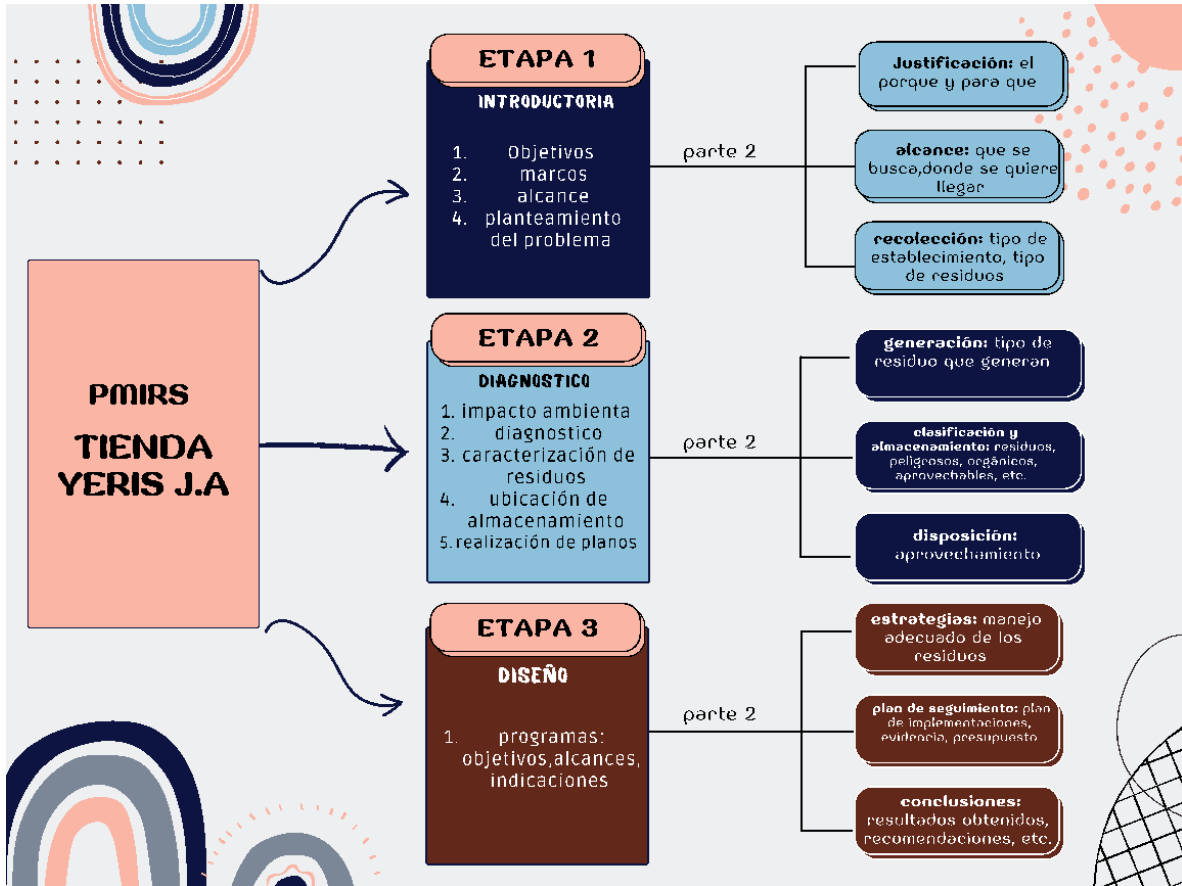 PMIRS
TIENDA
YERIS J.A
ETAPA 1
INTRODUCTORIA
1. Objetivos
2. marcos
3. alcance
4. planteamiento
del problema
parte 2
Justificación: el
porque y para que
alcance: que se
busca,donde se quiere
llegar
recolección: tipo de
establecimiento, tipo
de residuos
ETAPA 2
DIAGNOSTICO
1. impacto ambienta
2. diagnostico
3. caracterización de
residuos
4. ubicación de
almacenamiento
5. realización de planos
parte 2
generación: tipo de
residuo que generan
clasificación y
almacenamiento: residuos,
peligrosos, orgánicos,
aprovechables, etc.
disposición:
aprovechamiento
ETAPA 3
DISEÑO
1. programas:
objetivos,alcances,
indicaciones
parte 2
estrategias: manejo
adecuado de los
residuos
plan de seguimiento: plan
de implementaciones,
evidencia, presupuesto
conclusiones:
resultados obtenidos,
recomendaciones, etc.